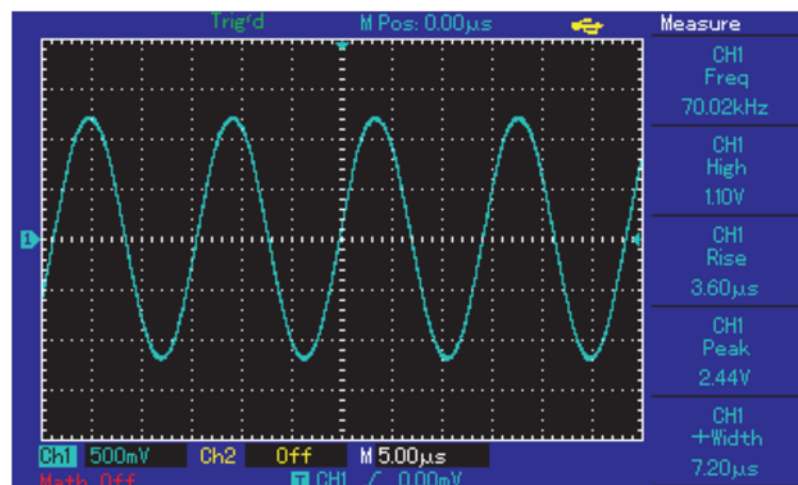 Trig'd M Pos: 0.00µs Measure
CH1
Freq
70.02kHz
CH1
High
1.10V
CH1
Rise
3.60µs
CH1
Peak
2.44V
CH1
+Width
7.20µs
1
Ch1 500mV Ch2 Off M 5.00µs
Math Off T CH1 0.00mV